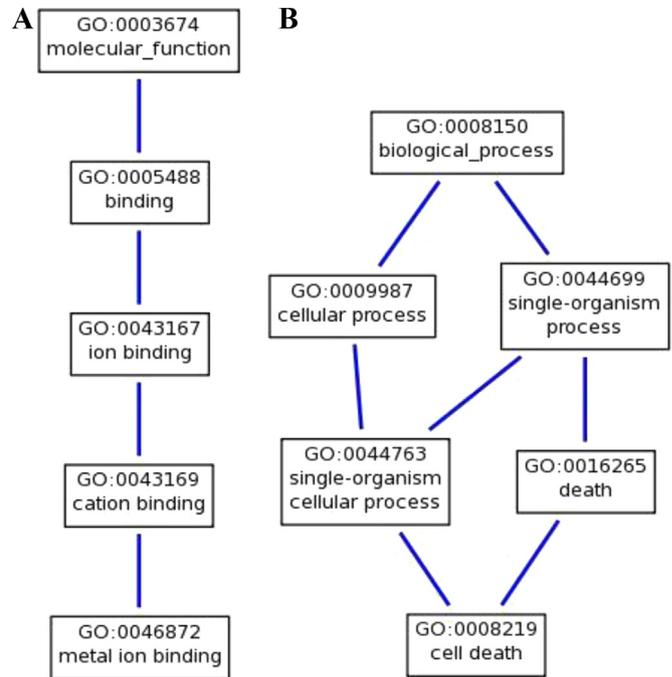 A
GO:0003674
molecular_function
GO:0005488
binding
GO:0043167
ion binding
GO:0043169
cation binding
GO:0046872
metal ion binding
B
GO:0008150
biological_process
GO:0009987
cellular process
GO:0044699
single-organism
process
GO:0044763
single-organism
cellular process
GO:0016265
death
GO:0008219
cell death